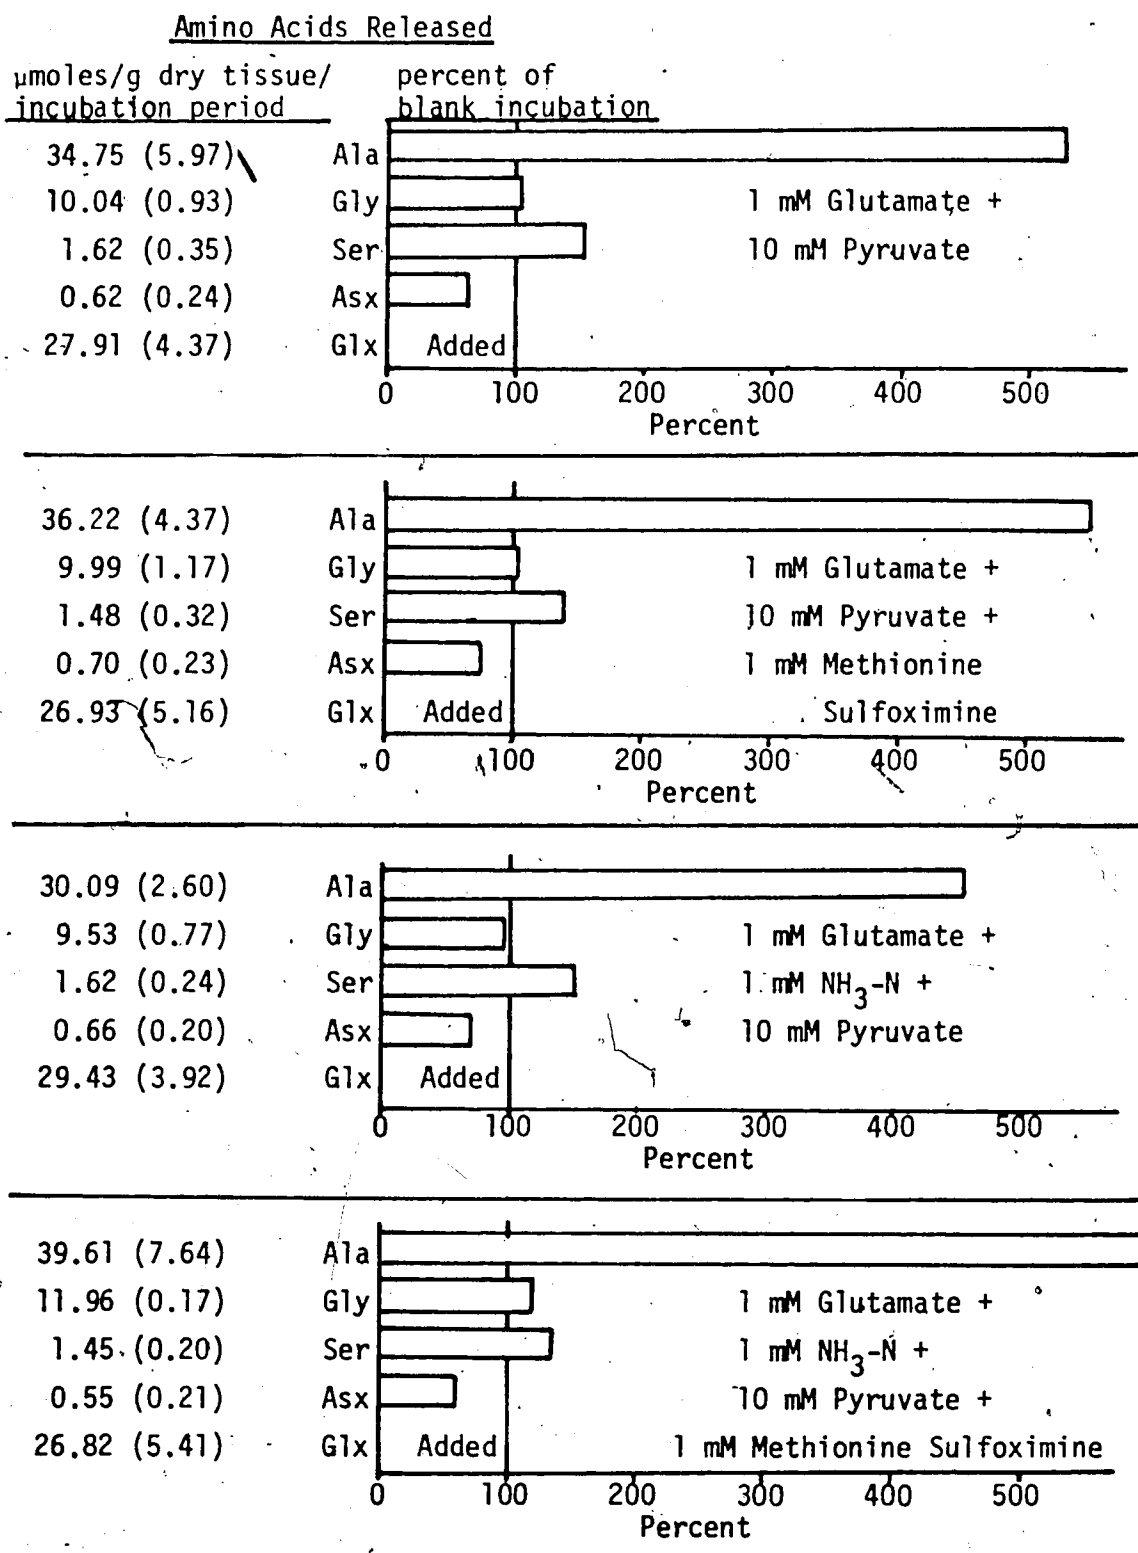 Amino Acids Released
μmoles/g dry tissue/ percent of
incubation period blank incubation
34.75 (5.97) Ala
10.04 (0.93) Gly 1 mM Glutamate +
1.62 (0.35) Ser 10 mM Pyruvate
0.62 (0.24) Asx
27.91 (4.37) Glx Added
0 100 200 300 400 500
Percent
36.22 (4.37) Ala
9.99 (1.17) Gly 1 mM Glutamate +
1.48 (0.32) Ser 10 mM Pyruvate +
0.70 (0.23) Asx 1 mM Methionine
26.93 (5.16) Glx Added Sulfoximine
0 100 200 300 400 500
Percent
30.09 (2.60) Ala
9.53 (0.77) Gly 1 mM Glutamate +
1.62 (0.24) Ser 1 mM NH3-N +
0.66 (0.20) Asx 10 mM Pyruvate
29.43 (3.92) Glx Added
0 100 200 300 400 500
Percent
39.61 (7.64) Ala
11.96 (0.17) Gly 1 mM Glutamate +
1.45 (0.20) Ser 1 mM NH3-N +
0.55 (0.21) Asx 10 mM Pyruvate +
26.82 (5.41) Glx Added 1 mM Methionine Sulfoximine
0 100 200 300 400 500
Percent